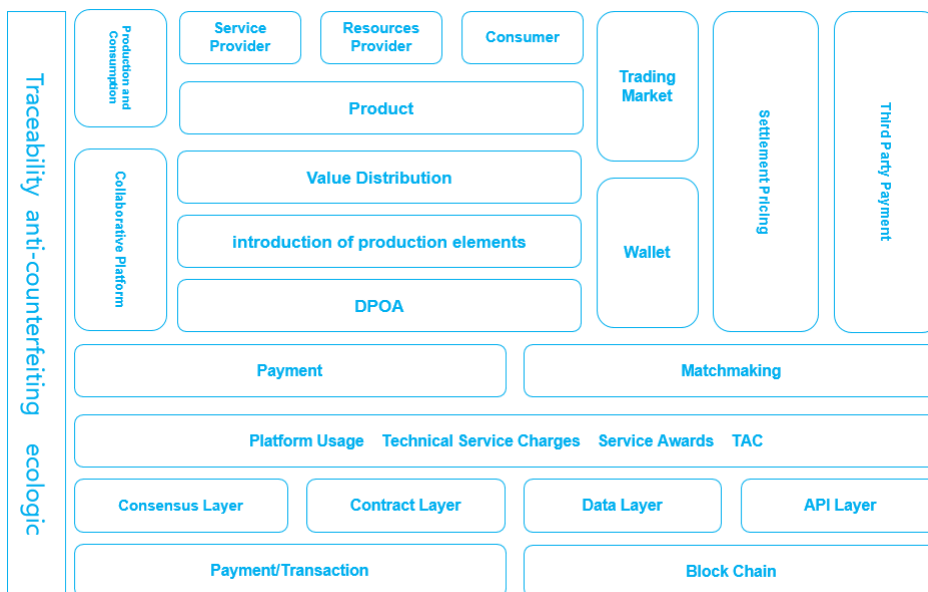 Traceability anti-counterfeiting ecologic
Production and
Consumption
Service
Provider
Resources
Provider
Consumer
Trading
Market
Settlement Pricing
Third Party Payment
Product
Collaborative Platform
Value Distribution
introduction of production elements
DPOA
Wallet
Payment
Matchmaking
Platform Usage Technical Service Charges Service Awards TAC
Consensus Layer
Contract Layer
Data Layer
API Layer
Payment/Transaction
Block Chain